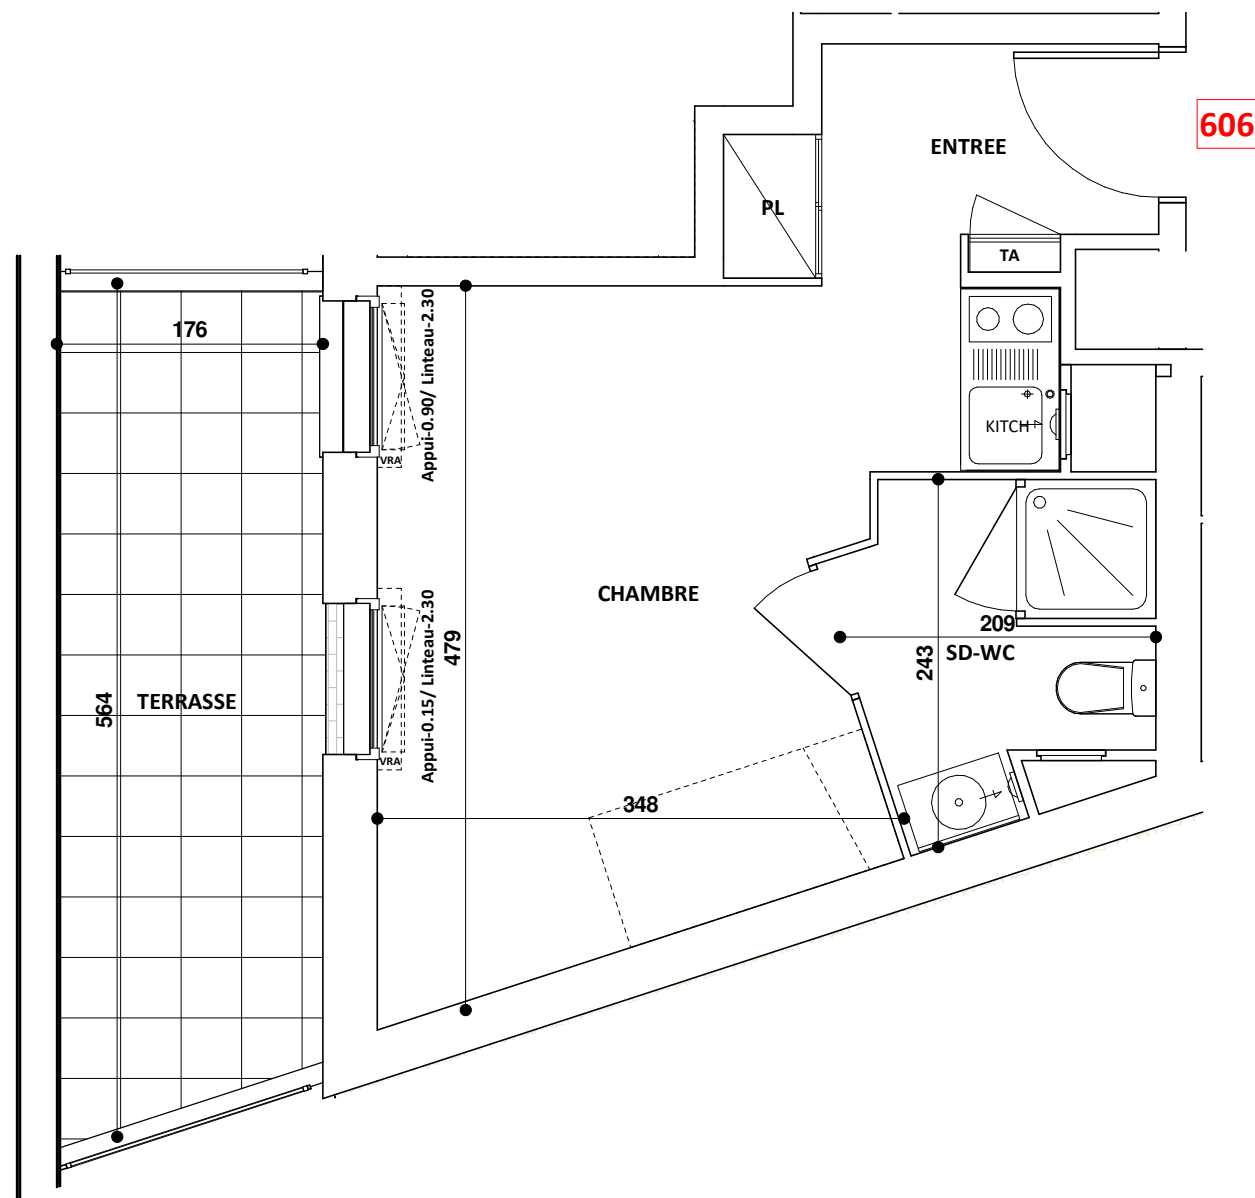 606
ENTREE
PL
TA
176
Appui-0.90/ Linteau-2.30
VRA
KITCH
CHAMBRE
209
SD-WC
243
479
Appui-0.15/ Linteau-2.30
VRA
TERRASSE
564
348